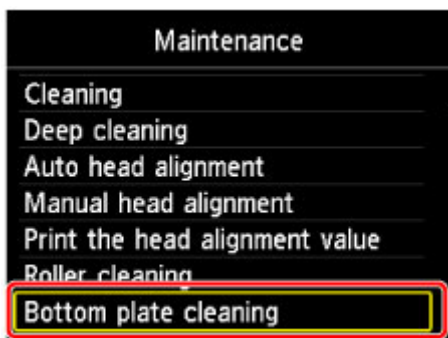 Maintenance
Cleaning
Deep cleaning
Auto head alignment
Manual head alignment
Print the head alignment value
Roller cleaning
Bottom plate cleaning